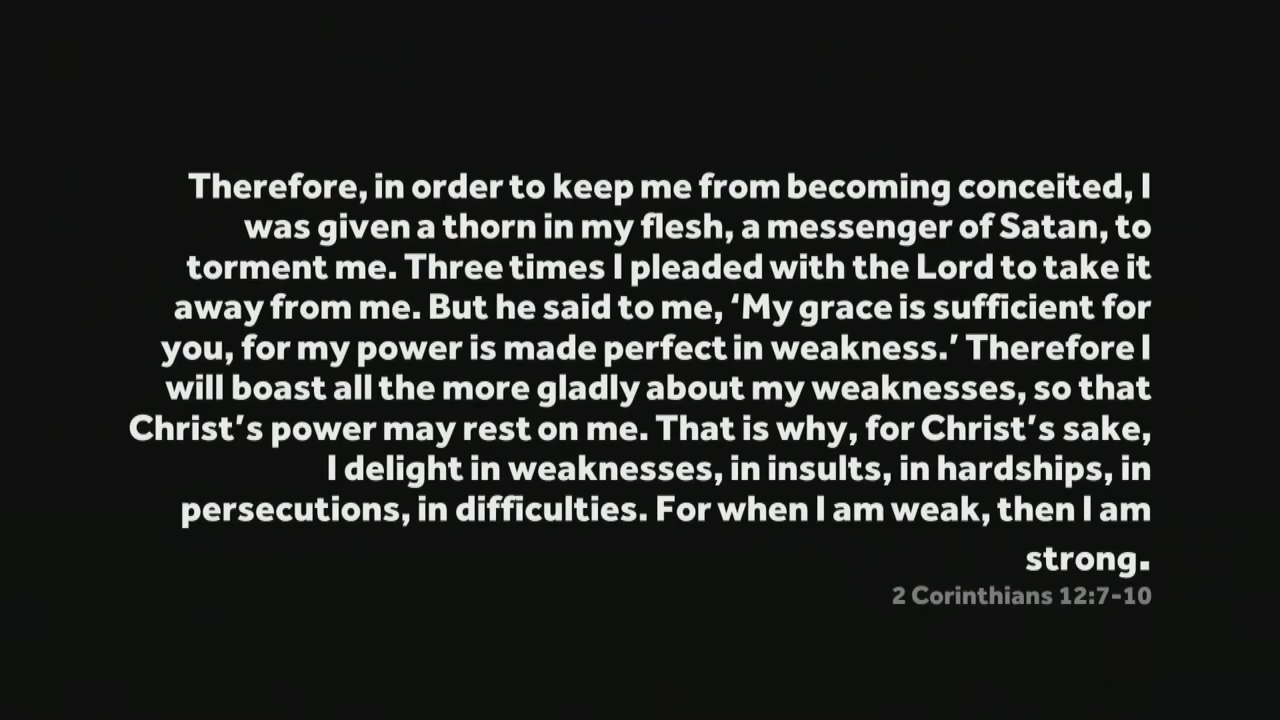 Therefore, in order to keep me from becoming conceited, I
was given a thorn in my flesh, a messenger of Satan, to
torment me. Three times I pleaded with the Lord to take it
away from me. But he said to me, ‘My grace is sufficient for
you, for my power is made perfect in weakness.’ Therefore I
will boast all the more gladly about my weaknesses, so that
Christ’s power may rest on me. That is why, for Christ’s sake,
I delight in weaknesses, in insults, in hardships, in
persecutions, in difficulties. For when I am weak, then I am
strong.
2 Corinthians 12:7-10